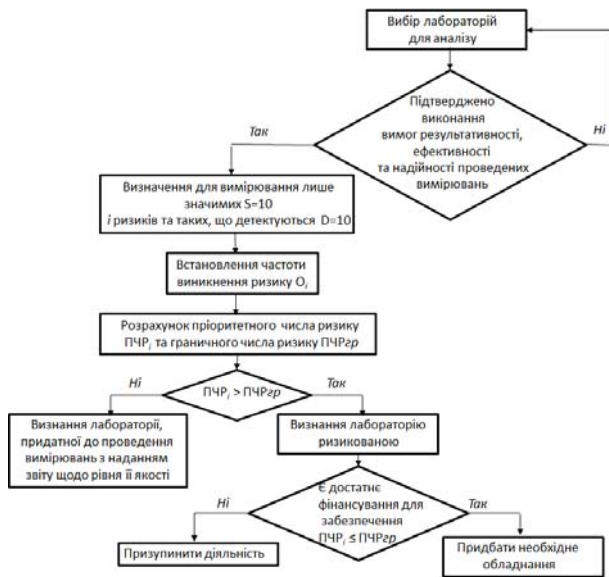 Вибір лабораторій
для аналізу
Підтверджено
виконання
вимог результативності,
ефективності
та надійності проведених
вимірювань
Ні
Так
Визначення для вимірювання лише
значимих S=10
і ризиків та таких, що детектуються D=10
Встановлення частоти
виникнення ризику Oᵢ
Розрахунок пріоритетного числа ризику
ПЧРᵢ та граничного числа ризику ПЧРгр
Ні
ПЧРᵢ > ПЧРгр
Так
Визнання лабораторії,
придатної до проведення
вимірювань з наданням
звіту щодо рівня її якості
Визнання лабораторію
ризикованою
Ні
Є достатнє
фінансування для
забезпечення
ПЧРᵢ ≤ ПЧРгр
Так
Призупинити діяльність
Придбати необхідне
обладнання